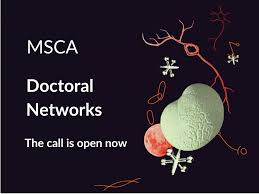 MSCA
Doctoral
Networks
The call is open now